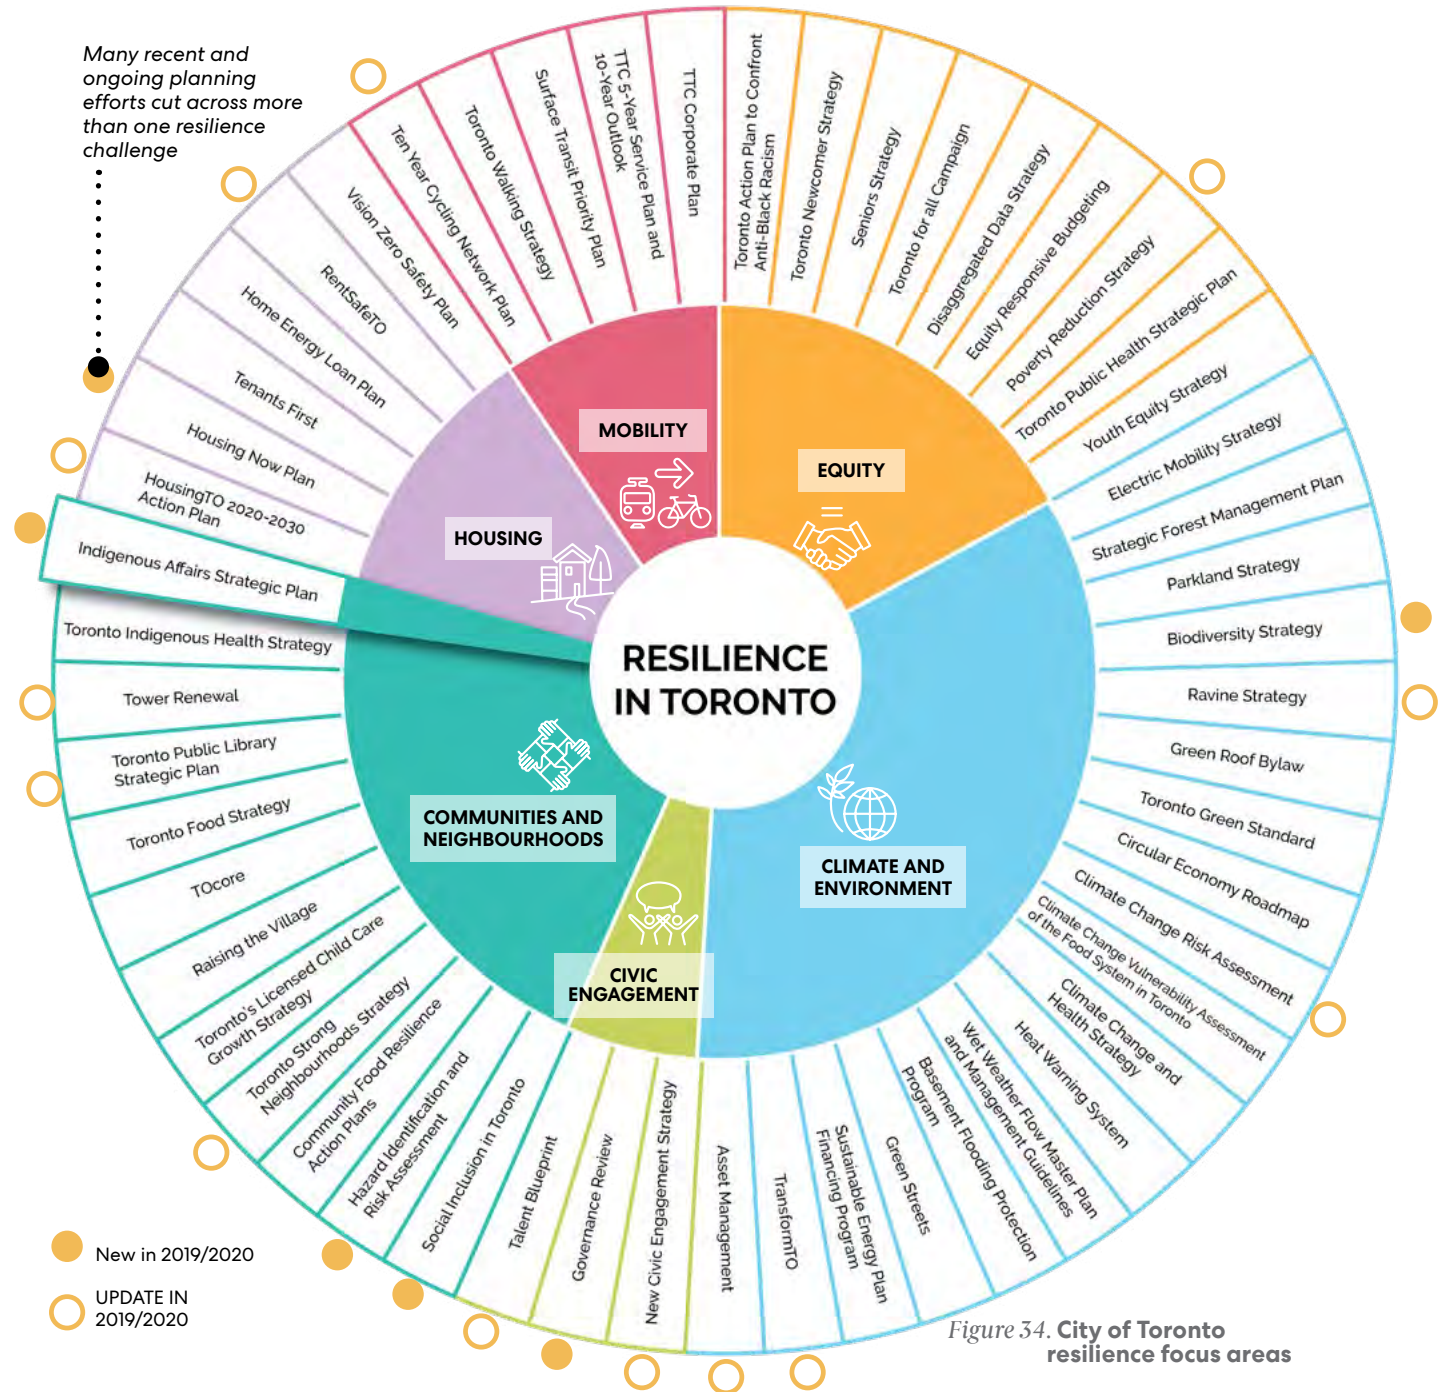 Many recent and
ongoing planning
efforts cut across more
than one resilience
challenge
RESILIENCE
IN TORONTO
MOBILITY
Ten Year Cycling Network Plan
Toronto Walking Strategy
Surface Transit Priority Plan
TTC 5-Year Service Plan and
10-Year Outlook
TTC Corporate Plan
EQUITY
Toronto Action Plan to Confront
Anti-Black Racism
Toronto Newcomer Strategy
Seniors Strategy
Toronto for all Campaign
Disaggregated Data Strategy
Equity Responsive Budgeting
Poverty Reduction Strategy
Toronto Public Health Strategic Plan
Youth Equity Strategy
CLIMATE AND
ENVIRONMENT
Electric Mobility Strategy
Strategic Forest Management Plan
Parkland Strategy
Biodiversity Strategy
Ravine Strategy
Green Roof Bylaw
Toronto Green Standard
Circular Economy Roadmap
Climate Change Risk Assessment
Climate Change Vulnerability Assessment
of the Food System in Toronto
Climate Change and
Health Strategy
Heat Warning System
Wet Weather Flow Master Plan
and Management Guidelines
Basement Flooding Protection
Program
Green Streets
Sustainable Energy Plan
Financing Program
TransformTO
Asset Management
CIVIC
ENGAGEMENT
New Civic Engagement Strategy
Governance Review
Talent Blueprint
COMMUNITIES AND
NEIGHBOURHOODS
Social Inclusion in Toronto
Hazard Identification and
Risk Assessment
Community Food Resilience
Action Plans
Toronto Strong
Neighbourhoods Strategy
Toronto's Licensed Child Care
Growth Strategy
Raising the Village
TOcore
Toronto Food Strategy
Toronto Public Library
Strategic Plan
Tower Renewal
Toronto Indigenous Health Strategy
Indigenous Affairs Strategic Plan
HOUSING
HousingTO 2020-2030
Action Plan
Housing Now Plan
Tenants First
Home Energy Loan Plan
RentSafeTO
Vision Zero Safety Plan
New in 2019/2020
UPDATE IN
2019/2020
Figure 34. City of Toronto
resilience focus areas